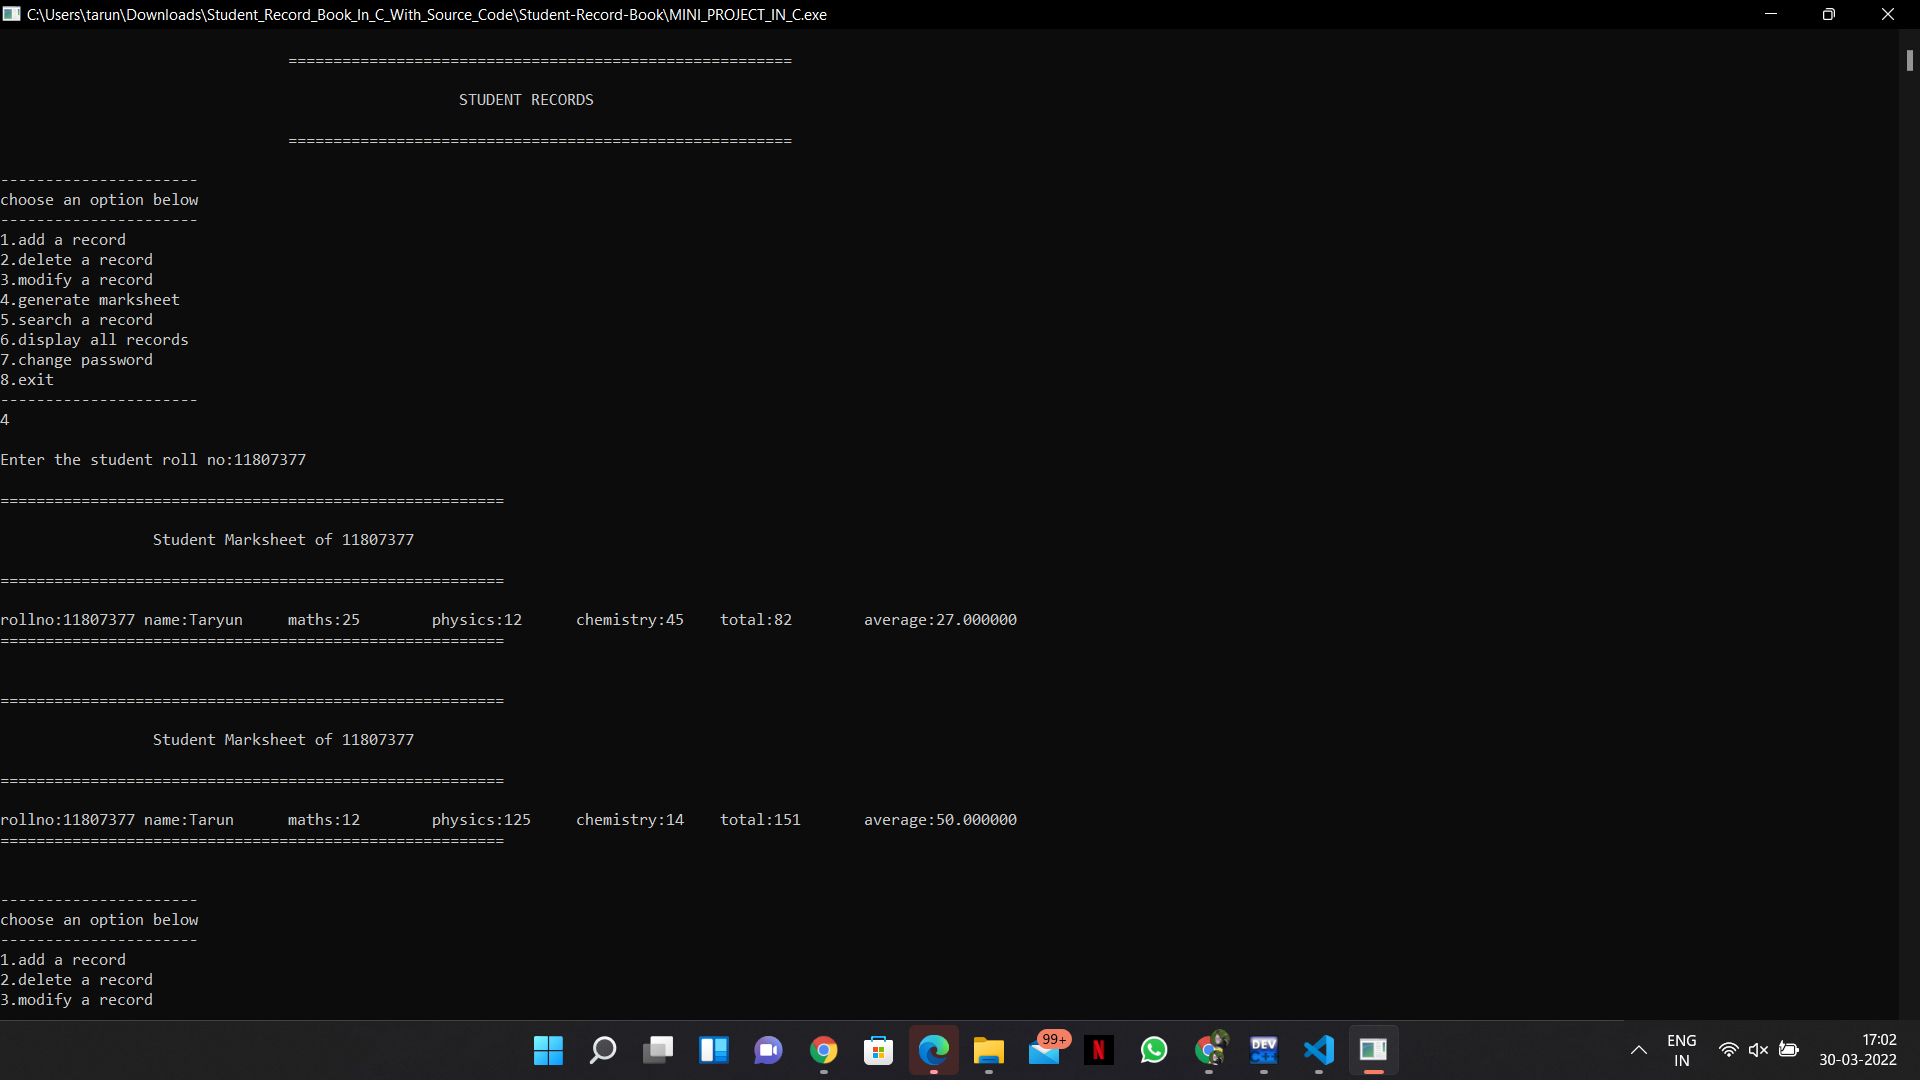 C:\Users\tarun\Downloads\Student_Record_Book_In_C_With_Source_Code\Student-Record-Book\MINI_PROJECT_IN_C.exe
========================================================
STUDENT RECORDS
========================================================
----------------------
choose an option below
----------------------
1.add a record
2.delete a record
3.modify a record
4.generate marksheet
5.search a record
6.display all records
7.change password
8.exit
----------------------
4
Enter the student roll no:11807377
========================================================
Student Marksheet of 11807377
========================================================
rollno:11807377 name:Taryun maths:25 physics:12 chemistry:45 total:82 average:27.000000
========================================================
========================================================
Student Marksheet of 11807377
========================================================
rollno:11807377 name:Tarun maths:12 physics:125 chemistry:14 total:151 average:50.000000
========================================================
----------------------
choose an option below
----------------------
1.add a record
2.delete a record
3.modify a record
99+
N
DEV
C++
ENG
IN
17:02
30-03-2022